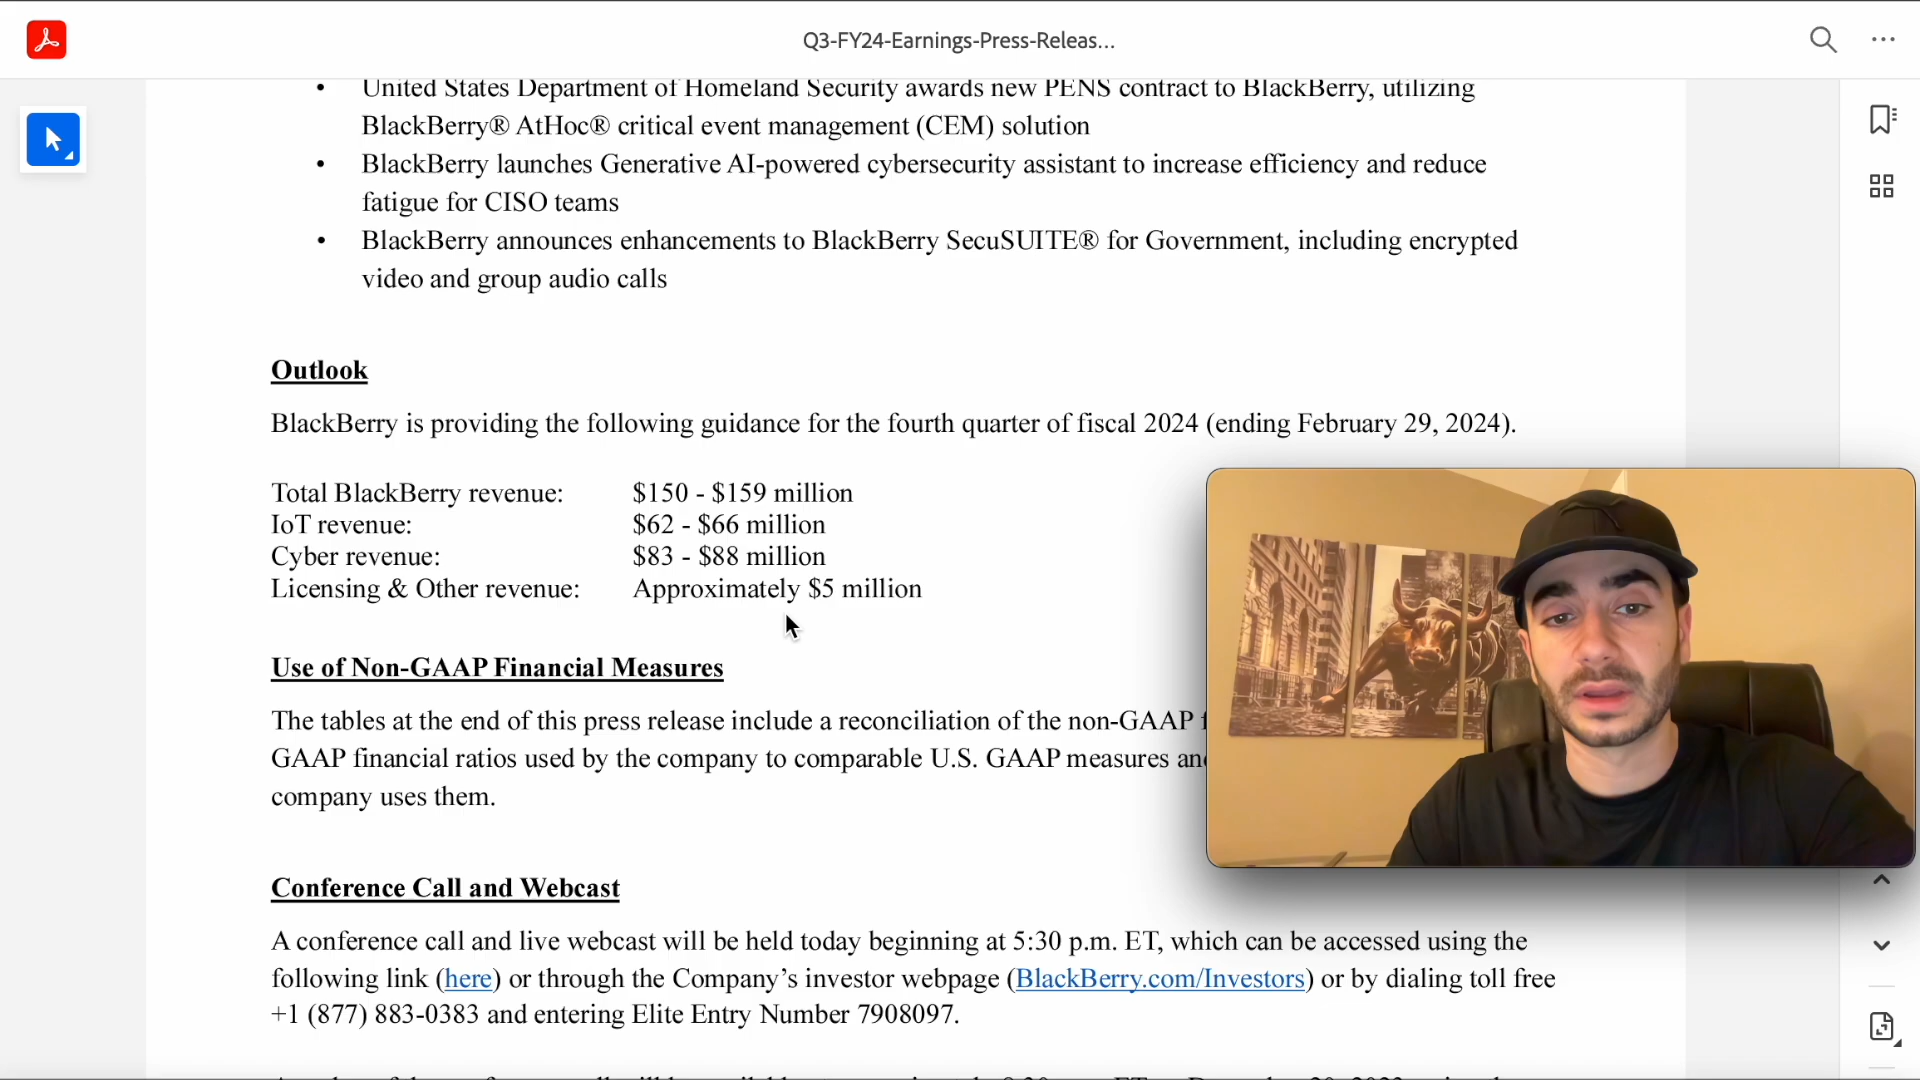 Q3-FY24-Earnings-Press-Releas...
• United States Department of Homeland Security awards new PENS contract to BlackBerry, utilizing
BlackBerry® AtHoc® critical event management (CEM) solution
• BlackBerry launches Generative AI-powered cybersecurity assistant to increase efficiency and reduce
fatigue for CISO teams
• BlackBerry announces enhancements to BlackBerry SecuSUITE® for Government, including encrypted
video and group audio calls
Outlook
BlackBerry is providing the following guidance for the fourth quarter of fiscal 2024 (ending February 29, 2024).
Total BlackBerry revenue: $150 - $159 million
IoT revenue: $62 - $66 million
Cyber revenue: $83 - $88 million
Licensing & Other revenue: Approximately $5 million
Use of Non-GAAP Financial Measures
The tables at the end of this press release include a reconciliation of the non-GAAP
GAAP financial ratios used by the company to comparable U.S. GAAP measures
company uses them.
Conference Call and Webcast
A conference call and live webcast will be held today beginning at 5:30 p.m. ET, which can be accessed using the
following link (here) or through the Company’s investor webpage (BlackBerry.com/Investors) or by dialing toll free
+1 (877) 883-0383 and entering Elite Entry Number 7908097.